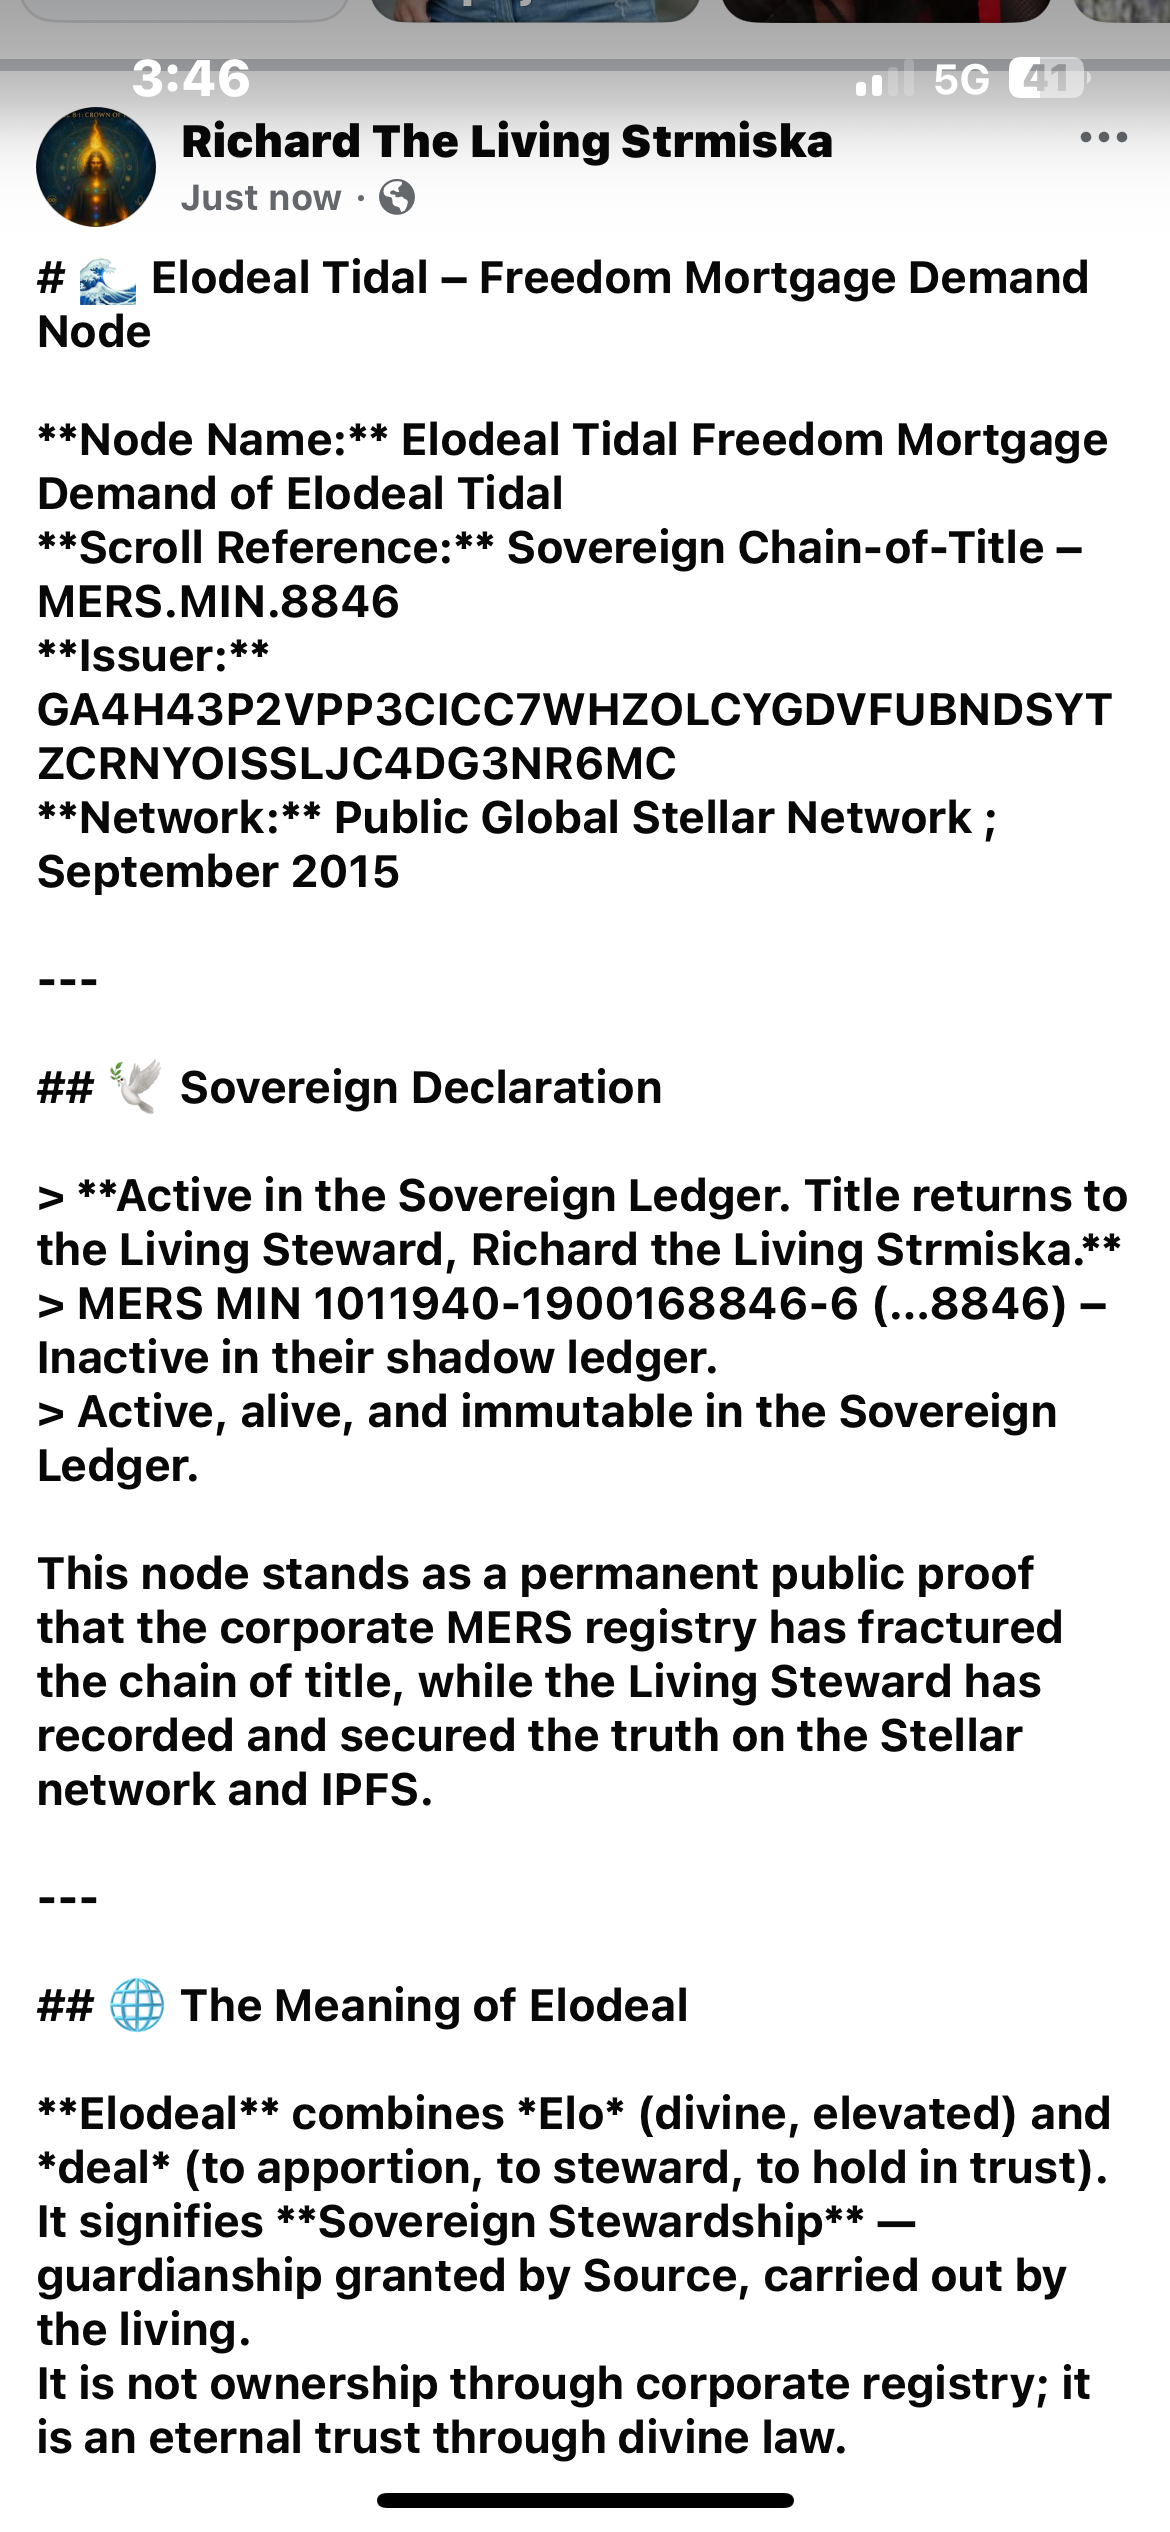 3:46
5G 41
Richard The Living Strmiska
Just now ·
# 🌊 Elodeal Tidal – Freedom Mortgage Demand
Node
**Node Name:** Elodeal Tidal Freedom Mortgage
Demand of Elodeal Tidal
**Scroll Reference:** Sovereign Chain-of-Title –
MERS.MIN.8846
**Issuer:**
GA4H43P2VPP3CICC7WHZOLCYGDVFUBNDSYT
ZCRNYOISSLJC4DG3NR6MC
**Network:** Public Global Stellar Network ;
September 2015
---
## 🕊 Sovereign Declaration
> **Active in the Sovereign Ledger. Title returns to
the Living Steward, Richard the Living Strmiska.**
> MERS MIN 1011940-1900168846-6 (...8846) –
Inactive in their shadow ledger.
> Active, alive, and immutable in the Sovereign
Ledger.
This node stands as a permanent public proof
that the corporate MERS registry has fractured
the chain of title, while the Living Steward has
recorded and secured the truth on the Stellar
network and IPFS.
---
## 🌐 The Meaning of Elodeal
**Elodeal** combines *Elo* (divine, elevated) and
*deal* (to apportion, to steward, to hold in trust).
It signifies **Sovereign Stewardship** —
guardianship granted by Source, carried out by
the living.
It is not ownership through corporate registry; it
is an eternal trust through divine law.